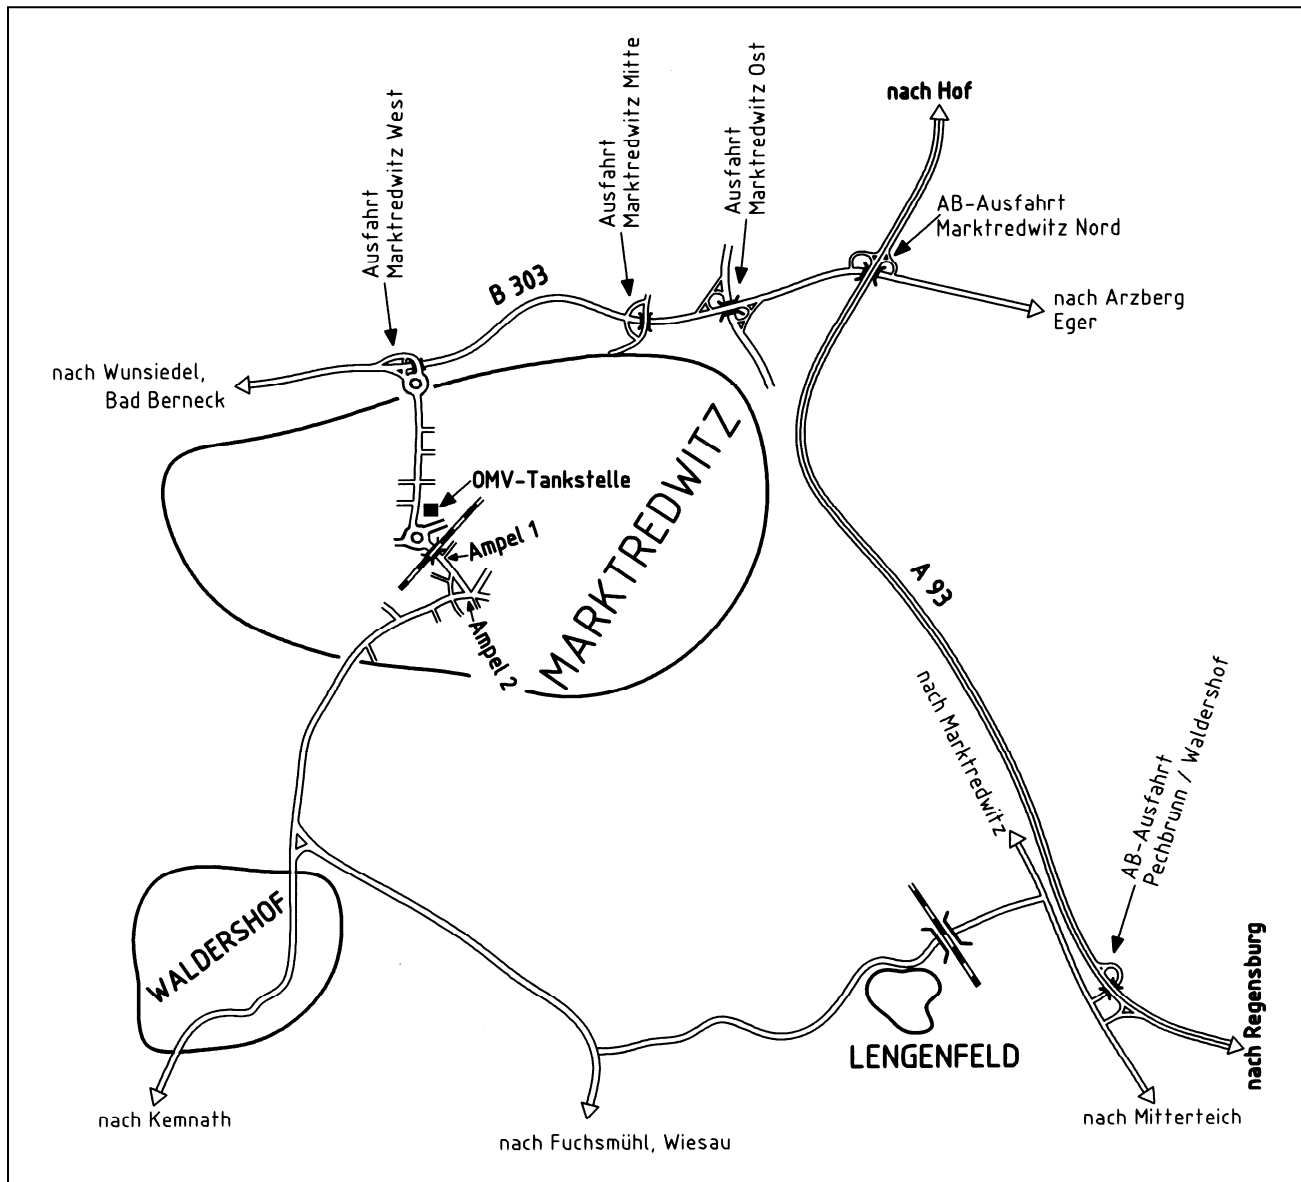 Ausfahrt
Marktredwitz West
Ausfahrt
Marktredwitz Mitte
Ausfahrt
Marktredwitz Ost
nach Hof
AB-Ausfahrt
Marktredwitz Nord
B 303
nach Arzberg
Eger
nach Wunsiedel,
Bad Berneck
OMV-Tankstelle
Ampel 1
Ampel 2
MARKTREDWITZ
A 93
nach Marktredwitz
AB-Ausfahrt
Pechbrunn / Waldershof
WALDERSHOF
LENGENFELD
nach Regensburg
nach Kemnath
nach Fuchsmühl, Wiesau
nach Mitterteich